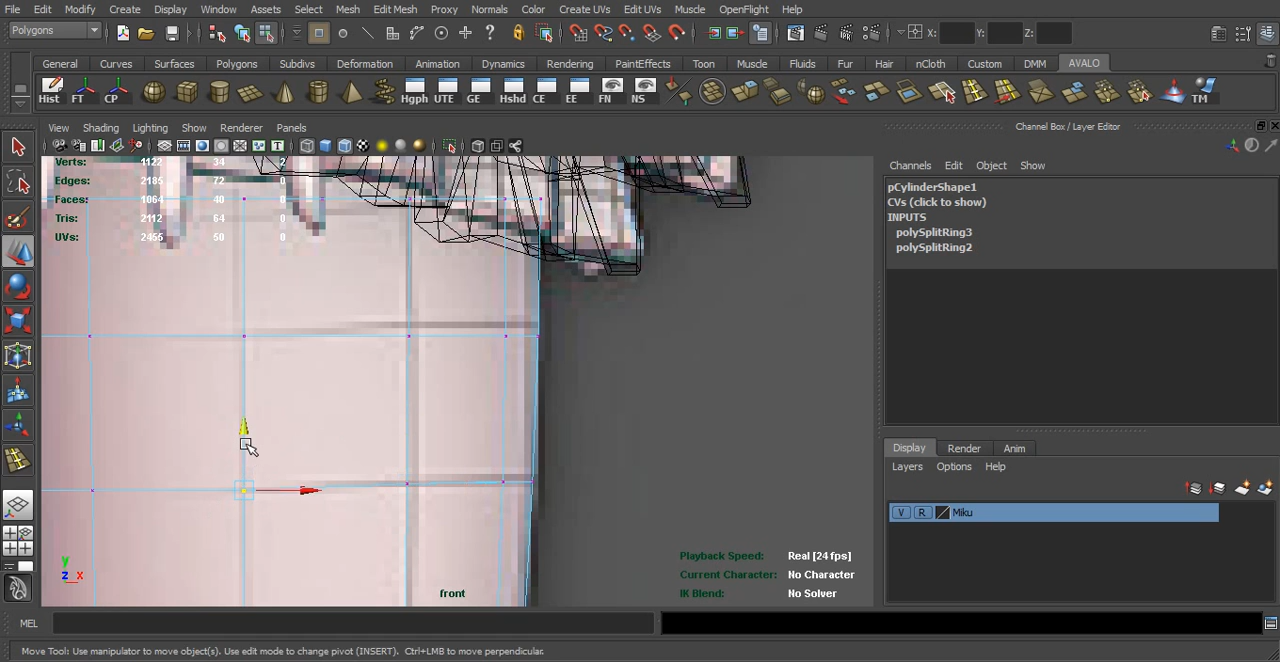 File Edit Modify Create Display Window Assets Select Mesh Edit Mesh Proxy Normals Color Create UVs Edit UVs Muscle OpenFlight Help
Polygons X: Y: Z:
General Curves Surfaces Polygons Subdivs Deformation Animation Dynamics Rendering PaintEffects Toon Muscle Fluids Fur Hair nCloth Custom DMM AVALO
Hist FT CP Hgph UTE GE Hshd CE EE FN NS TM
View Shading Lighting Show Renderer Panels
Channel Box / Layer Editor
Verts: 1122 34 2
Edges: 2185 72 0
Faces: 1064 40 0
Tris: 2112 64 0
UVs: 2455 50 0
Channels Edit Object Show
pCylinderShape1
CVs (click to show)
INPUTS
polySplitRing3
polySplitRing2
Display Render Anim
Layers Options Help
V R Miku
Playback Speed: Real [24 fps]
Current Character: No Character
IK Blend: No Solver
y
z x
front
MEL
Move Tool: Use manipulator to move object(s). Use edit mode to change pivot (INSERT). Ctrl+LMB to move perpendicular.